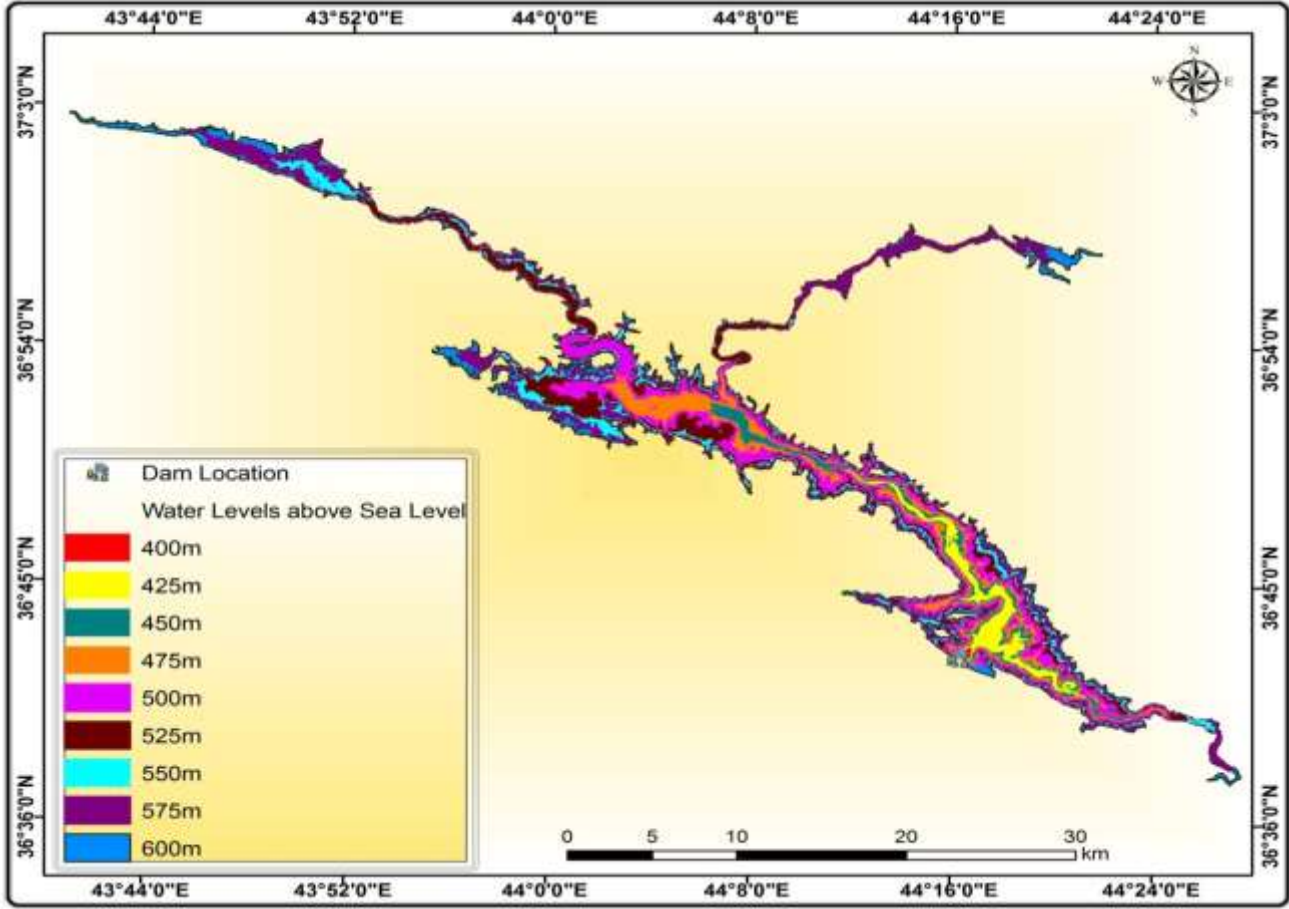 43°44'0"E 43°52'0"E 44°0'0"E 44°8'0"E 44°16'0"E 44°24'0"E
N
W E
S
37°3'0"N 37°3'0"N
36°54'0"N 36°54'0"N
36°45'0"N 36°45'0"N
36°36'0"N 36°36'0"N
Dam Location
Water Levels above Sea Level
400m
425m
450m
475m
500m
525m
550m
575m
600m
0 5 10 20 30
km
43°44'0"E 43°52'0"E 44°0'0"E 44°8'0"E 44°16'0"E 44°24'0"E